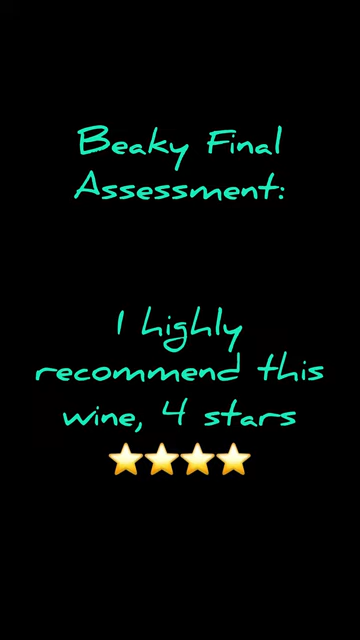 Beaky Final
Assessment:
I highly
recommend this
wine, 4 stars
⭐⭐⭐⭐